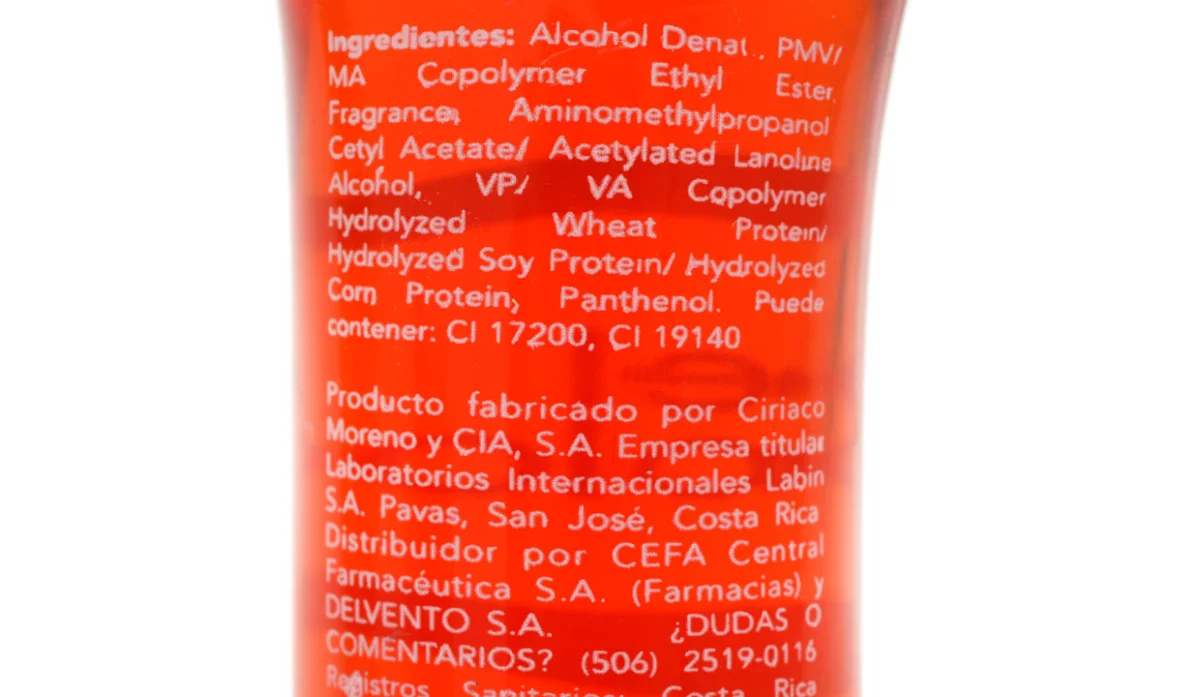 Ingredientes: Alcohol Denat., PMV/
MA Copolymer Ethyl Ester,
Fragrance, Aminomethylpropanol
Cetyl Acetate/ Acetylated Lanoline
Alcohol, VP/ VA Copolymer
Hydrolyzed Wheat Protein/
Hydrolyzed Soy Protein/ Hydrolyzed
Corn Protein, Panthenol. Puede
contener: CI 17200, CI 19140
Producto fabricado por Ciriaco
Moreno y CIA, S.A. Empresa titular
Laboratorios Internacionales Labin
S.A. Pavas, San José, Costa Rica
Distribuidor por CEFA Central
Farmacéutica S.A. (Farmacias) y
DELVENTO S.A. ¿DUDAS O
COMENTARIOS? (506) 2519-0116
Registros Sanitarios: Costa Rica